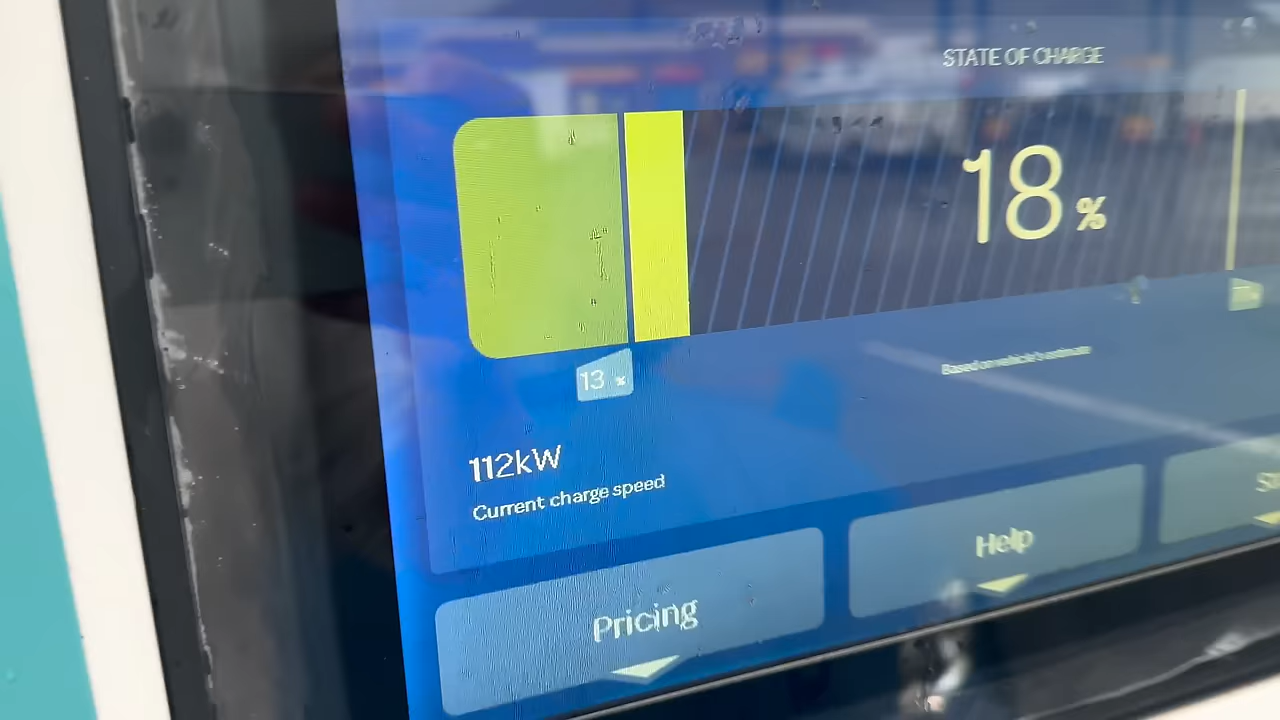 STATE OF CHARGE
18 %
13 %
112kW
Current charge speed
Pricing
Help